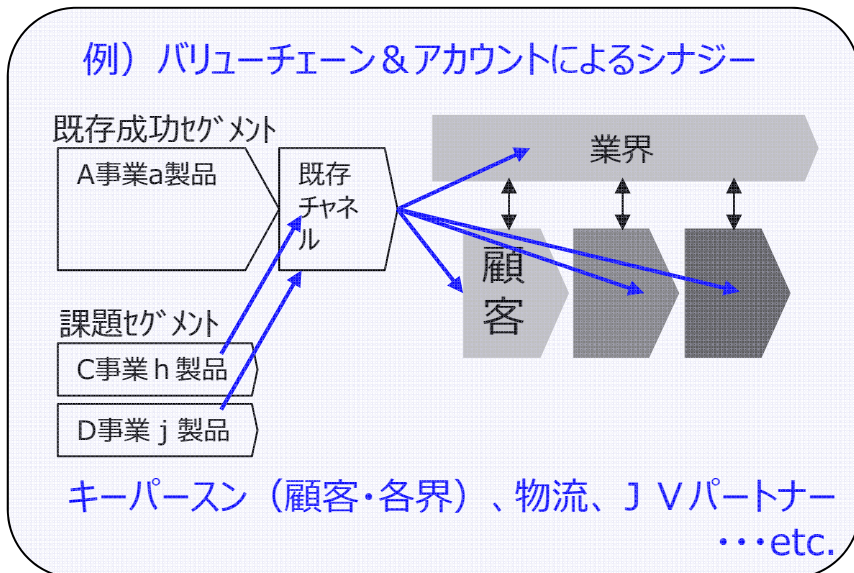 例）バリューチェーン＆アカウントによるシナジー
既存成功ｾｸﾞﾒﾝﾄ
A事業a製品
既存
チャネ
ル
業界
顧
客
課題ｾｸﾞﾒﾝﾄ
C事業ｈ製品
D事業ｊ製品
キーパースン（顧客・各界）、物流、ＪＶパートナー
・・・etc.